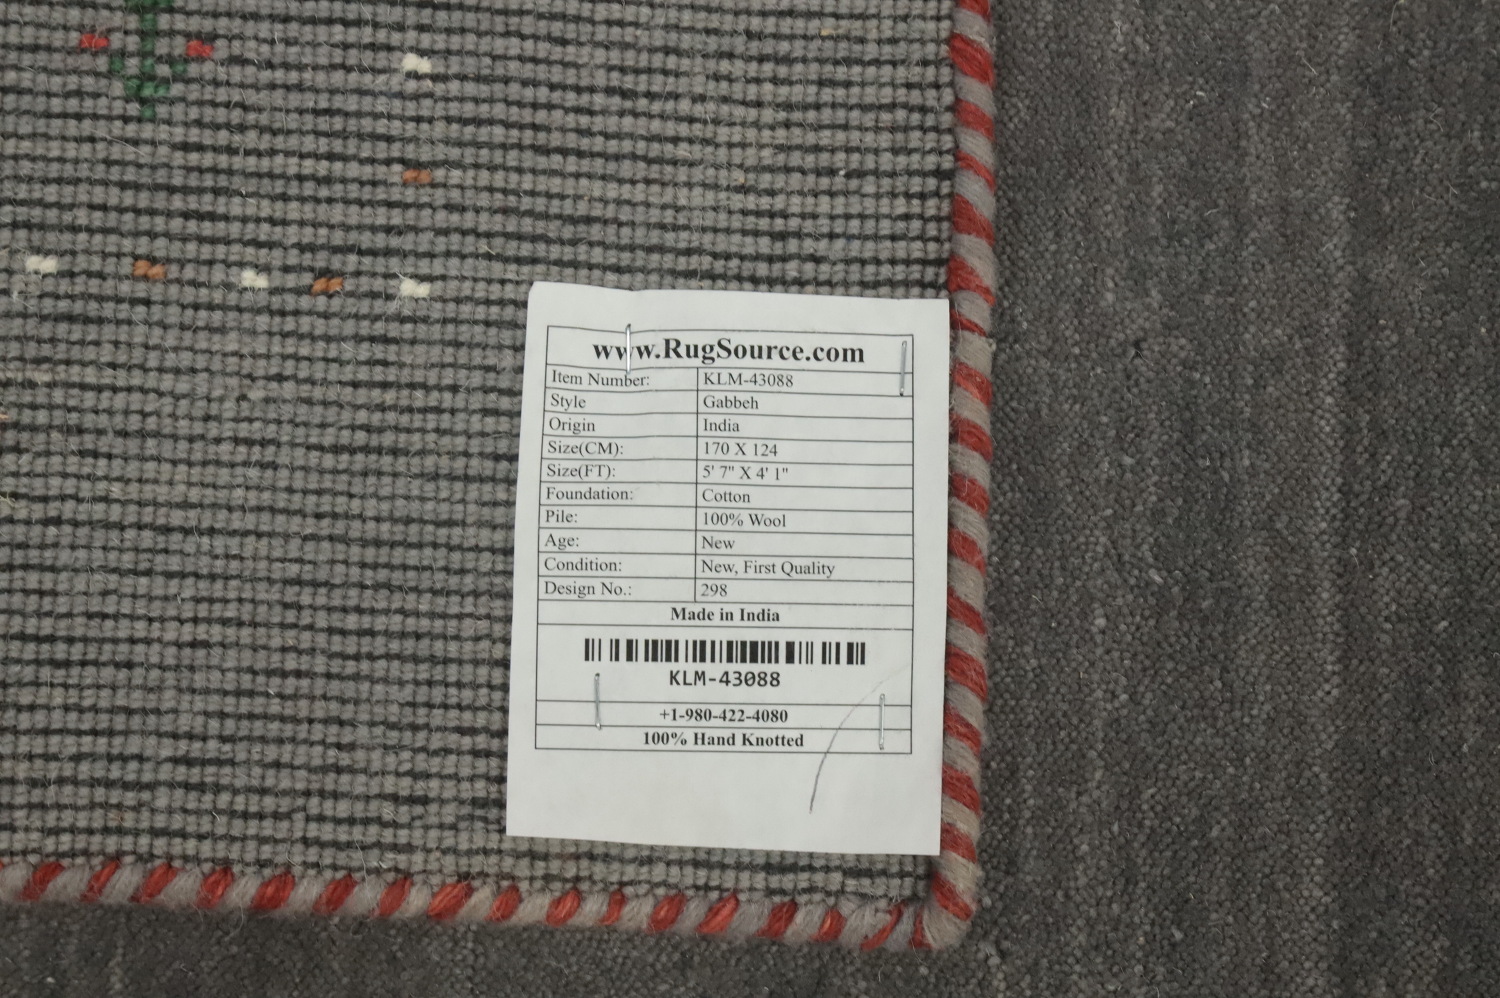 www.RugSource.com
Item Number: KLM-43088
Style Gabbeh
Origin India
Size(CM): 170 X 124
Size(FT): 5' 7" X 4' 1"
Foundation: Cotton
Pile: 100% Wool
Age: New
Condition: New, First Quality
Design No.: 298
Made in India
KLM-43088
+1-980-422-4080
100% Hand Knotted